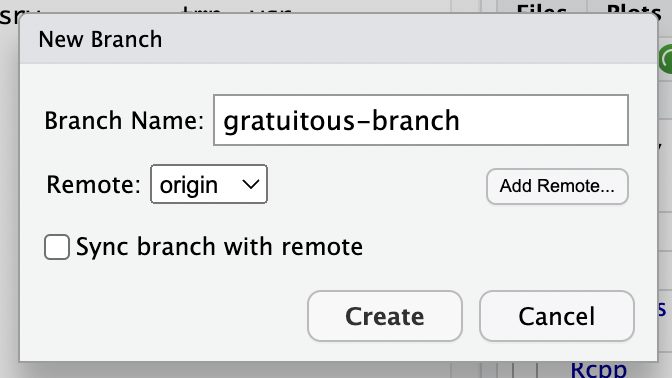 Files Plots
New Branch
Branch Name: gratuitous-branch
Remote: origin Add Remote...
Sync branch with remote
Create Cancel
Rcpp